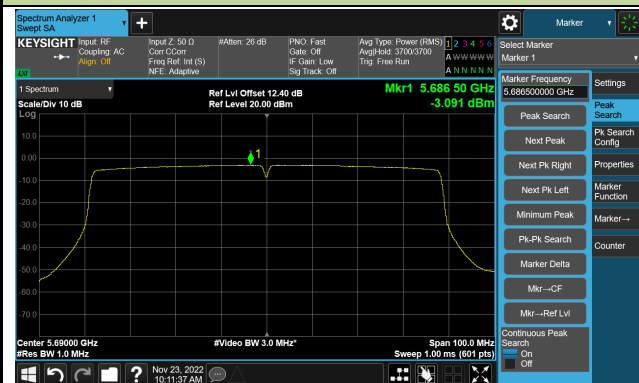 Spectrum Analyzer 1
Swept SA
Marker
KEYSIGHT
Input: RF
Coupling: AC
Align: Off
Input Z: 50 Ω
Corr CCorr
Freq Ref: Int (S)
NFE: Adaptive
#Atten: 26 dB
PNO: Fast
Gate: Off
IF Gain: Low
Sig Track: Off
Avg Type: Power (RMS)
Avg|Hold: 3700/3700
Trig: Free Run
1 2 3 4 5 6
A W W W W W
A N N N N N
LXI
Select Marker
Marker 1
1 Spectrum
Scale/Div 10 dB
Log
Ref Lvl Offset 12.40 dB
Ref Level 20.00 dBm
Mkr1 5.686 50 GHz
-3.091 dBm
10.0
0.00
-10.0
-20.0
-30.0
-40.0
-50.0
-60.0
-70.0
1
Center 5.69000 GHz
#Res BW 1.0 MHz
#Video BW 3.0 MHz*
Span 100.0 MHz
Sweep 1.00 ms (601 pts)
Marker Frequency
5.686500000 GHz
Peak Search
Next Peak
Next Pk Right
Next Pk Left
Minimum Peak
Pk-Pk Search
Marker Delta
Mkr→CF
Mkr→Ref Lvl
Continuous Peak
Search
On
Off
Settings
Peak
Search
Pk Search
Config
Properties
Marker
Function
Marker→
Counter
Nov 23, 2022
10:11:37 AM